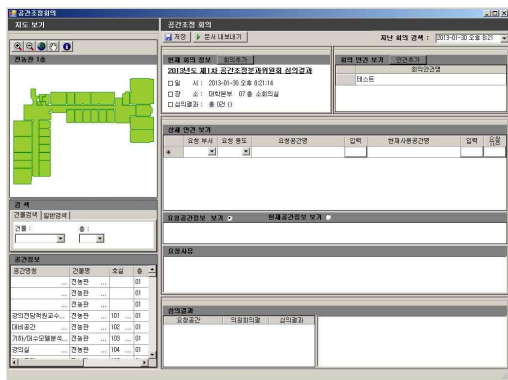 공간조정회의
지도 보기
전농관 1층
검 색
건물검색 일반검색
건물 : 층 :
공간정보
공간명칭 건물명 호실 층
... 전농관 ... 01
... 전농관 ... 01
... 전농관 ... 01
강의전담객원교수... 전농관 ... 101 ... 01
대비공간 ... 전농관 ... 102 ... 01
기하/대수모델분석... 전농관 ... 103 ... 01
강의실 ... 전농관 ... 104 ... 01
공간조정 회의
저장 문서 내보내기
지난 회의 검색 : 2013-01-30 오후 8:21
현재 회의 정보 회의추가
2013년도 제1차 공간조정분과위원회 심의결과
□ 일 시 : 2013-01-30 오후 8:21:14
□ 장 소 : 대학본부 07층 소회의실
□ 심의결과 : 총 0건 ()
회의 안건 보기 안건추가
회의안건명
테스트
상세 안건 보기
요청 부서 요청 용도 요청공간명 입력 현재사용공간명 입력
요청공간정보 보기 현재공간정보 보기
요청사유
심의결과
요청공간 위원회의결 심의결과